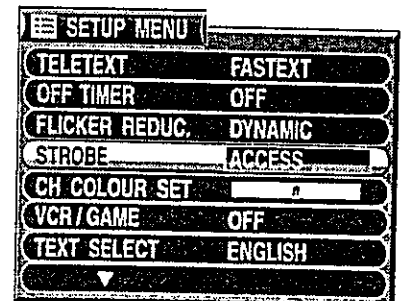 SETUP MENU
TELETEXT FASTEXT
OFF TIMER OFF
FLICKER REDUC. DYNAMIC
STROBE ACCESS
CH COLOUR SET
VCR / GAME OFF
TEXT SELECT ENGLISH